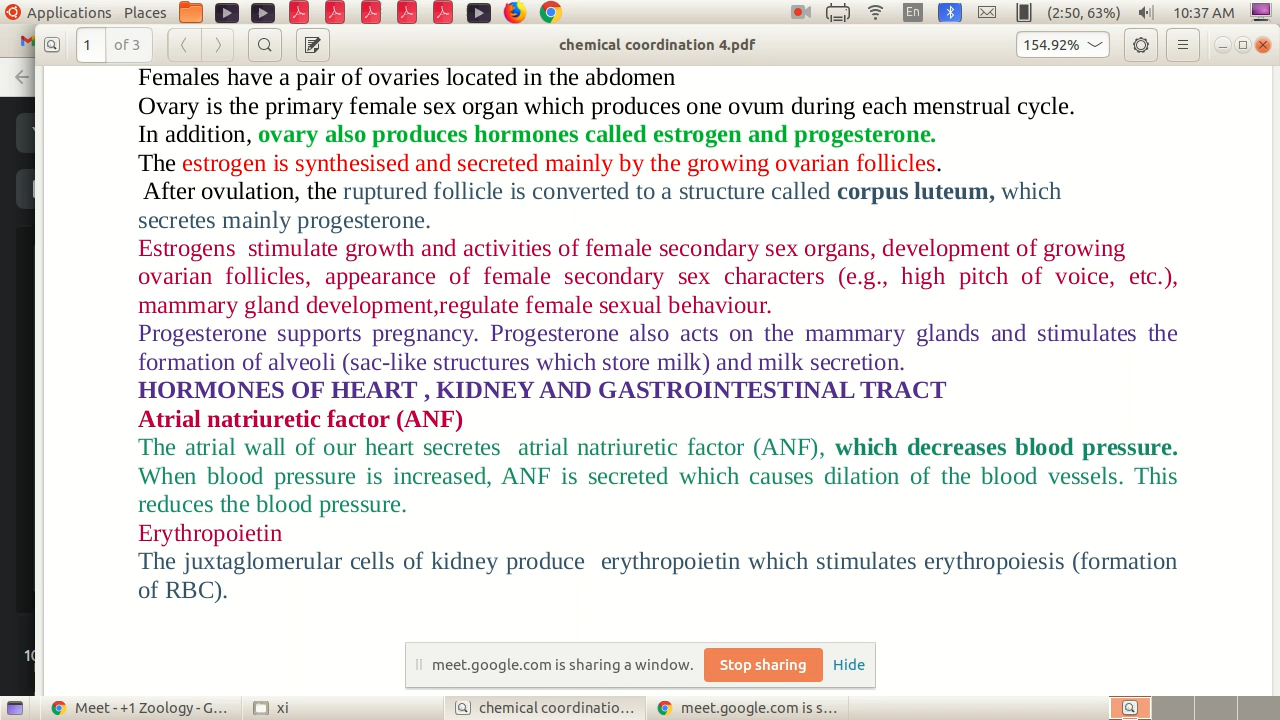 Applications Places En (2:50, 63%) 10:37 AM
1 of 3 chemical coordination 4.pdf 154.92%
Females have a pair of ovaries located in the abdomen
Ovary is the primary female sex organ which produces one ovum during each menstrual cycle.
In addition, ovary also produces hormones called estrogen and progesterone.
The estrogen is synthesised and secreted mainly by the growing ovarian follicles.
After ovulation, the ruptured follicle is converted to a structure called corpus luteum, which
secretes mainly progesterone.
Estrogens stimulate growth and activities of female secondary sex organs, development of growing
ovarian follicles, appearance of female secondary sex characters (e.g., high pitch of voice, etc.),
mammary gland development,regulate female sexual behaviour.
Progesterone supports pregnancy. Progesterone also acts on the mammary glands and stimulates the
formation of alveoli (sac-like structures which store milk) and milk secretion.
HORMONES OF HEART , KIDNEY AND GASTROINTESTINAL TRACT
Atrial natriuretic factor (ANF)
The atrial wall of our heart secretes atrial natriuretic factor (ANF), which decreases blood pressure.
When blood pressure is increased, ANF is secreted which causes dilation of the blood vessels. This
reduces the blood pressure.
Erythropoietin
The juxtaglomerular cells of kidney produce erythropoietin which stimulates erythropoiesis (formation
of RBC).
meet.google.com is sharing a window. Stop sharing Hide
Meet - +1 Zoology - G... xi chemical coordinatio... meet.google.com is s...